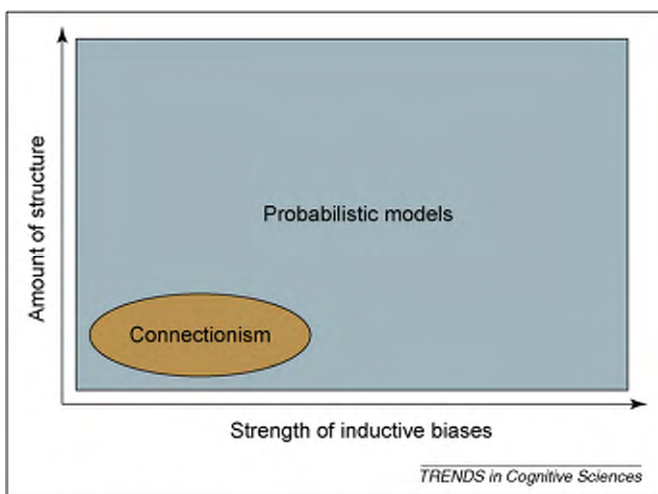 Amount of structure
Probabilistic models
Connectionism
Strength of inductive biases
TRENDS in Cognitive Sciences